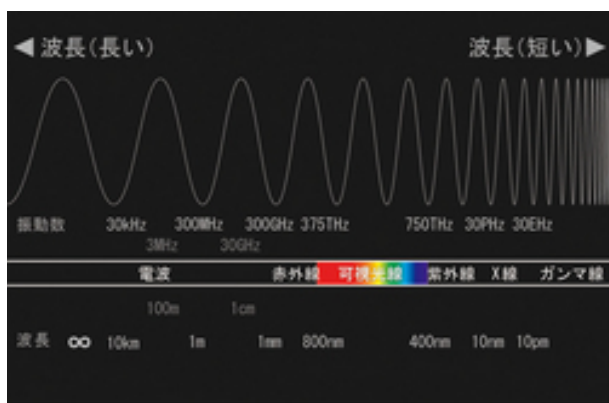 ◀波長(長い) 波長(短い)▶
振動数 30kHz 300MHz 300GHz 375THz 750THz 30PHz 30EHz
3MHz 30GHz
電波 赤外線 可視光線 紫外線 X線 ガンマ線
100m 1cm
波長 ∞ 10km 1m 1mm 800nm 400nm 10nm 10pm